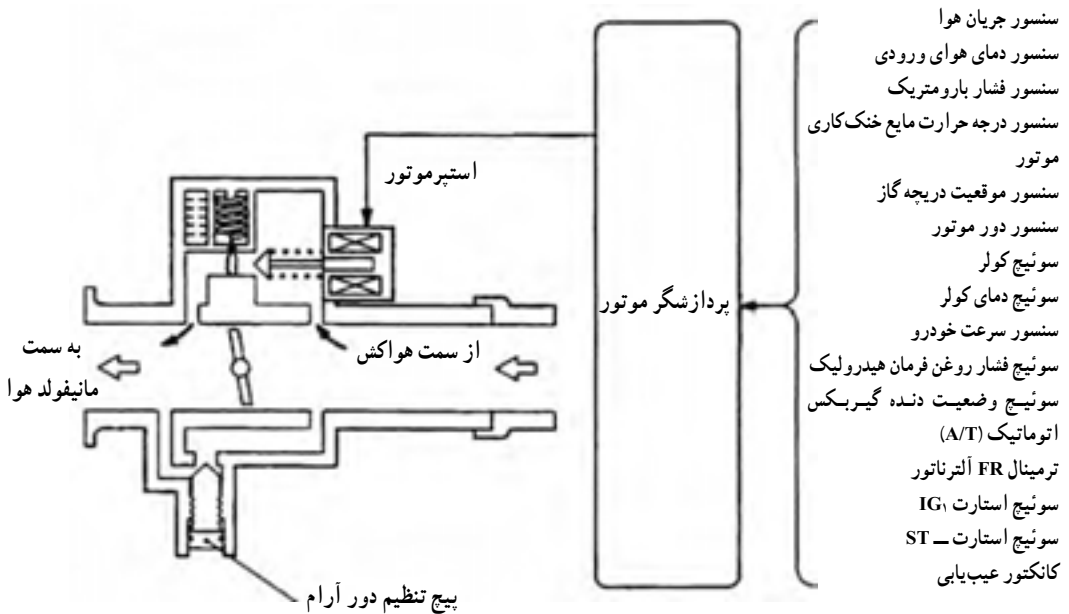 سنسور جریان هوا
سنسور دمای هوای ورودی
سنسور فشار بارومتریک
سنسور درجه حرارت مایع خنک‌کاری
موتور
سنسور موقعیت دریچه گاز
سنسور دور موتور
سوئیچ کولر
سوئیچ دمای کولر
سنسور سرعت خودرو
سوئیچ فشار روغن فرمان هیدرولیک
سوئیچ وضعیت دنده گیربکس
اتوماتیک (A/T)
ترمینال FR آلترناتور
سوئیچ استارت IG۱
سوئیچ استارت ــ ST
کانکتور عیب‌یابی
پردازشگر موتور
استپرموتور
از سمت هواکش
به سمت
مانیفولد هوا
پیچ تنظیم دور آرام